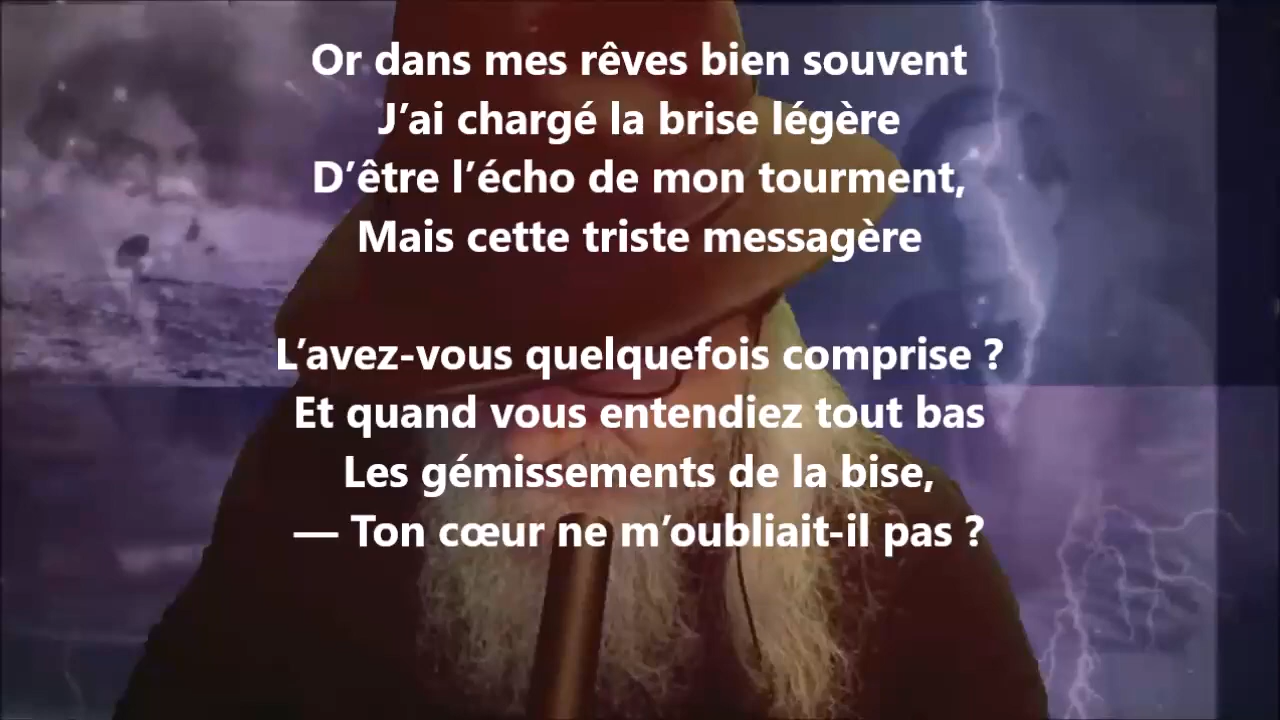 Or dans mes rêves bien souvent
J’ai chargé la brise légère
D’être l’écho de mon tourment,
Mais cette triste messagère
L’avez-vous quelquefois comprise ?
Et quand vous entendiez tout bas
Les gémissements de la bise,
— Ton cœur ne m’oubliait-il pas ?